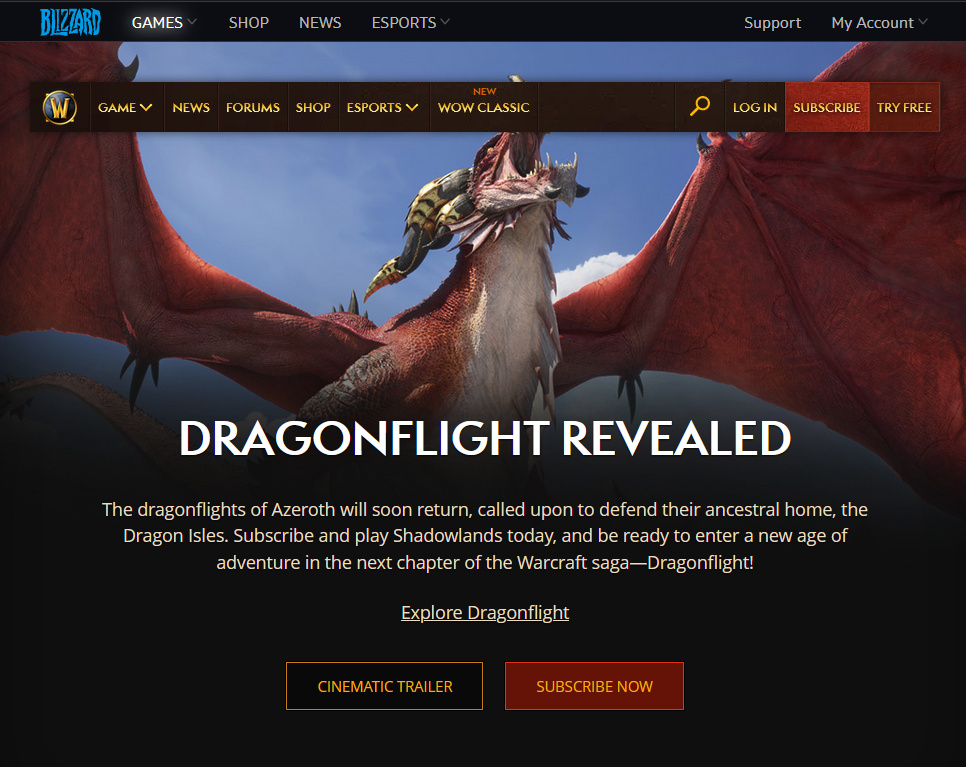 BLIZZARD GAMES SHOP NEWS ESPORTS Support My Account
NEW
W GAME NEWS FORUMS SHOP ESPORTS WOW CLASSIC LOG IN SUBSCRIBE TRY FREE
DRAGONFLIGHT REVEALED
The dragonflights of Azeroth will soon return, called upon to defend their ancestral home, the
Dragon Isles. Subscribe and play Shadowlands today, and be ready to enter a new age of
adventure in the next chapter of the Warcraft saga—Dragonflight!
Explore Dragonflight
CINEMATIC TRAILER SUBSCRIBE NOW